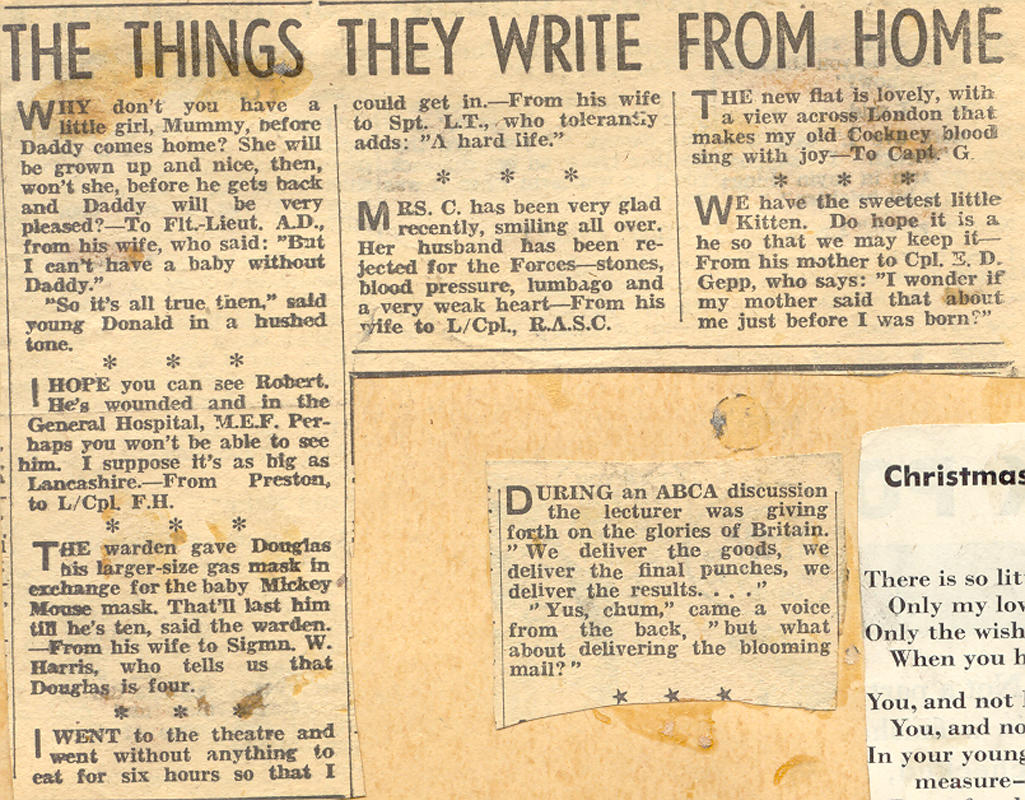 THE THINGS THEY WRITE FROM HOME
WHY don't you have a
little girl, Mummy, before
Daddy comes home? She will
be grown up and nice, then,
won't she, before he gets back
and Daddy will be very
pleased?—To Flt.-Lieut. A.D.,
from his wife, who said: "But
I can't have a baby without
Daddy."
"So it's all true then," said
young Donald in a hushed
tone.
* * *
I HOPE you can see Robert.
He's wounded and in the
General Hospital, M.E.F. Per-
haps you won't be able to see
him. I suppose it's as big as
Lancashire.—From Preston,
to L/Cpl. F.H.
* * *
THE warden gave Douglas
his larger-size gas mask in
exchange for the baby Mickey
Mouse mask. That'll last him
till he's ten, said the warden.
—From his wife to Sigmn. W.
Harris, who tells us that
Douglas is four.
* * *
I WENT to the theatre and
went without anything to
eat for six hours so that I
could get in.—From his wife
to Spt. L.T., who tolerantly
adds: "A hard life."
* * *
MRS. C. has been very glad
recently, smiling all over.
Her husband has been re-
jected for the Forces—stones,
blood pressure, lumbago and
a very weak heart—From his
wife to L/Cpl., R.A.S.C.
THE new flat is lovely, with
a view across London that
makes my old Cockney blood
sing with joy—To Capt. G.
* * *
WE have the sweetest little
Kitten. Do hope it is a
he so that we may keep it—
From his mother to Cpl. E. D.
Gepp, who says: "I wonder if
my mother said that about
me just before I was born?"
DURING an ABCA discussion
the lecturer was giving
forth on the glories of Britain.
"We deliver the goods, we
deliver the final punches, we
deliver the results. . . ."
"Yus, chum," came a voice
from the back, "but what
about delivering the blooming
mail?"
★ ★ ★
Christmas
There is so
Only my
Only the wish
When you
You, and not
You, and
In your young
measure—